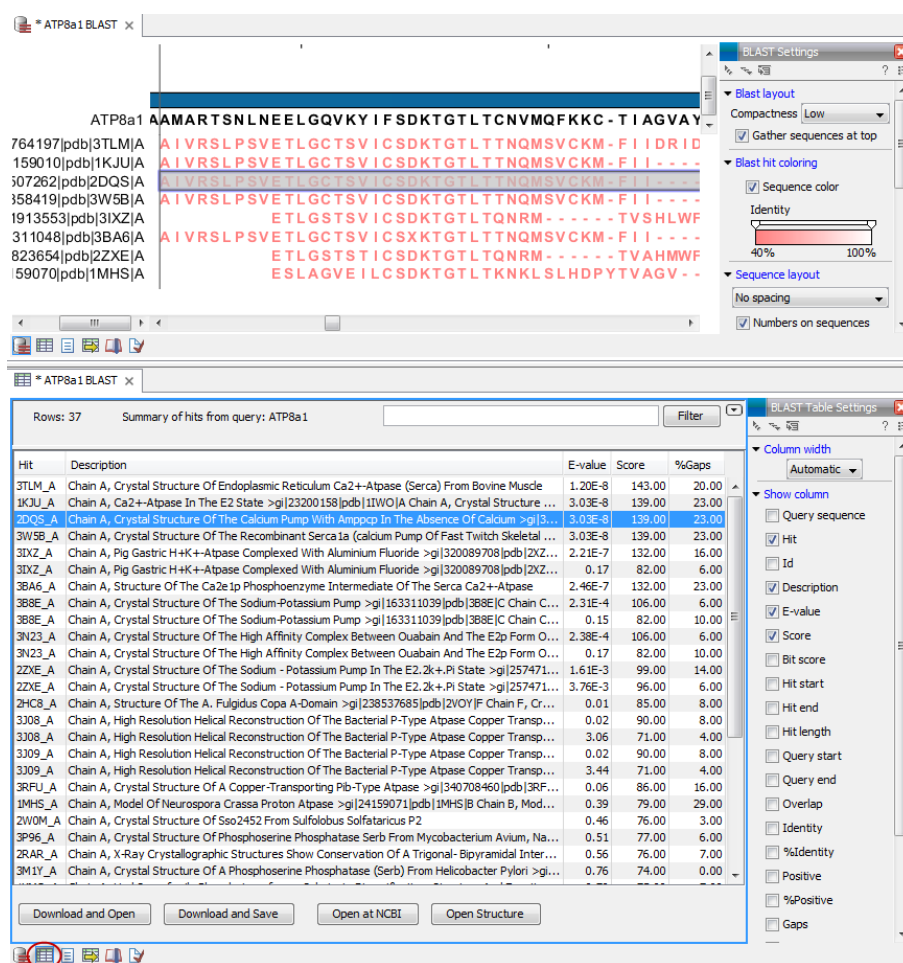 * ATP8a1 BLAST
BLAST Settings
Blast layout
Compactness Low
Gather sequences at top
Blast hit coloring
Sequence color
Identity
40% 100%
Sequence layout
No spacing
Numbers on sequences
ATP8a1 AAMARTSNLNEELGQVKYIFSDKTGTLTCNVMQFKKC-TIAGVAY
764197|pdb|3TLM|A AIVRSLPSVETLGCTSVICSDKTGTLTTNQMSVCKM-FIIDRID
159010|pdb|1KJU|A AIVRSLPSVETLGCTSVICSDKTGTLTTNQMSVCKM-FII----
507262|pdb|2DQS|A AIVRSLPSVETLGCTSVICSDKTGTLTTNQMSVCKM-FII----
358419|pdb|3W5B|A AIVRSLPSVETLGCTSVICSDKTGTLTTNQMSVCKM-FII----
1913553|pdb|3IXZ|A ETLGSTSVICSDKTGTLTQNRM------TVSHLWF
311048|pdb|3BA6|A AIVRSLPSVETLGCTSVICSXKTGTLTTNQMSVCKM-FII----
823654|pdb|2ZXE|A ETLGSTSTICSDKTGTLTQNRM------TVAHMWF
159070|pdb|1MHS|A ESLAGVEILCSDKTGTLTKNKLSLHDPYTVAGV--
* ATP8a1 BLAST
Rows: 37 Summary of hits from query: ATP8a1 Filter
Hit Description E-value Score %Gaps
3TLM_A Chain A, Crystal Structure Of Endoplasmic Reticulum Ca2+-Atpase (Serca) From Bovine Muscle 1.20E-8 143.00 20.00
1KJU_A Chain A, Ca2+-Atpase In The E2 State >gi|23200158|pdb|1IWO|A Chain A, Crystal Structure ... 3.03E-8 139.00 23.00
2DQS_A Chain A, Crystal Structure Of The Calcium Pump With Amppcp In The Absence Of Calcium >gi|3... 3.03E-8 139.00 23.00
3W5B_A Chain A, Crystal Structure Of The Recombinant Serca1a (calcium Pump Of Fast Twitch Skeletal ... 3.03E-8 139.00 23.00
3IXZ_A Chain A, Pig Gastric H+K+-Atpase Complexed With Aluminium Fluoride >gi|320089708|pdb|2XZ... 2.21E-7 132.00 16.00
3IXZ_A Chain A, Pig Gastric H+K+-Atpase Complexed With Aluminium Fluoride >gi|320089708|pdb|2XZ... 0.17 82.00 6.00
3BA6_A Chain A, Structure Of The Ca2e1p Phosphoenzyme Intermediate Of The Serca Ca2+-Atpase 2.46E-7 132.00 23.00
3B8E_A Chain A, Crystal Structure Of The Sodium-Potassium Pump >gi|163311039|pdb|3B8E|C Chain C... 2.31E-4 106.00 6.00
3B8E_A Chain A, Crystal Structure Of The Sodium-Potassium Pump >gi|163311039|pdb|3B8E|C Chain C... 0.15 82.00 10.00
3N23_A Chain A, Crystal Structure Of The High Affinity Complex Between Ouabain And The E2p Form O... 2.38E-4 106.00 6.00
3N23_A Chain A, Crystal Structure Of The High Affinity Complex Between Ouabain And The E2p Form O... 0.17 82.00 10.00
2ZXE_A Chain A, Crystal Structure Of The Sodium - Potassium Pump In The E2.2k+.Pi State >gi|257471... 1.61E-3 99.00 14.00
2ZXE_A Chain A, Crystal Structure Of The Sodium - Potassium Pump In The E2.2k+.Pi State >gi|257471... 3.76E-3 96.00 6.00
2HC8_A Chain A, Structure Of The A. Fulgidus Copa A-Domain >gi|238537685|pdb|2VOY|F Chain F, Cr... 0.01 85.00 8.00
3J08_A Chain A, High Resolution Helical Reconstruction Of The Bacterial P-Type Atpase Copper Transp... 0.02 90.00 8.00
3J08_A Chain A, High Resolution Helical Reconstruction Of The Bacterial P-Type Atpase Copper Transp... 3.06 71.00 4.00
3J09_A Chain A, High Resolution Helical Reconstruction Of The Bacterial P-Type Atpase Copper Transp... 0.02 90.00 8.00
3J09_A Chain A, High Resolution Helical Reconstruction Of The Bacterial P-Type Atpase Copper Transp... 3.44 71.00 4.00
3RFU_A Chain A, Crystal Structure Of A Copper-Transporting Pib-Type Atpase >gi|340708460|pdb|3RF... 0.06 86.00 16.00
1MHS_A Chain A, Model Of Neurospora Crassa Proton Atpase >gi|24159071|pdb|1MHS|B Chain B, Mod... 0.39 79.00 29.00
2W0M_A Chain A, Crystal Structure Of Sso2452 From Sulfolobus Solfataricus P2 0.46 76.00 3.00
3P96_A Chain A, Crystal Structure Of Phosphoserine Phosphatase Serb From Mycobacterium Avium, Na... 0.51 77.00 6.00
2RAR_A Chain A, X-Ray Crystallographic Structures Show Conservation Of A Trigonal- Bipyramidal Inter... 0.56 76.00 7.00
3M1Y_A Chain A, Crystal Structure Of A Phosphoserine Phosphatase (Serb) From Helicobacter Pylori >gi... 0.76 74.00 0.00
Download and Open Download and Save Open at NCBI Open Structure
BLAST Table Settings
Column width
Automatic
Show column
Query sequence
Hit
Id
Description
E-value
Score
Bit score
Hit start
Hit end
Hit length
Query start
Query end
Overlap
Identity
%Identity
Positive
%Positive
Gaps